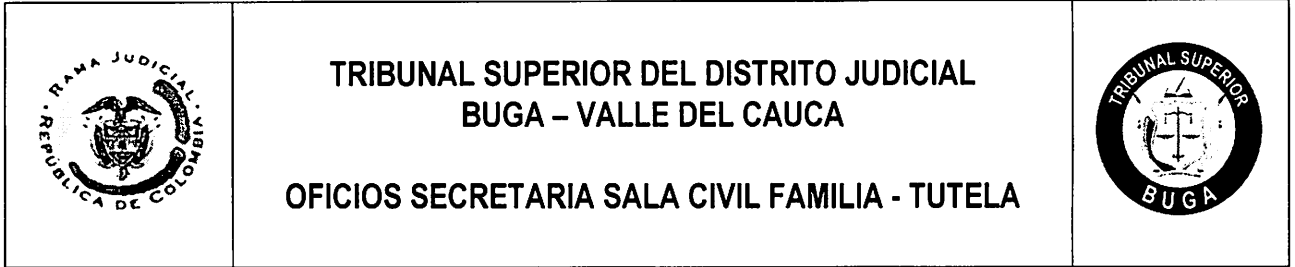 RAMA JUDICIAL
REPÚBLICA DE COLOMBIA
TRIBUNAL SUPERIOR DEL DISTRITO JUDICIAL
BUGA – VALLE DEL CAUCA
OFICIOS SECRETARIA SALA CIVIL FAMILIA - TUTELA
TRIBUNAL SUPERIOR
BUGA